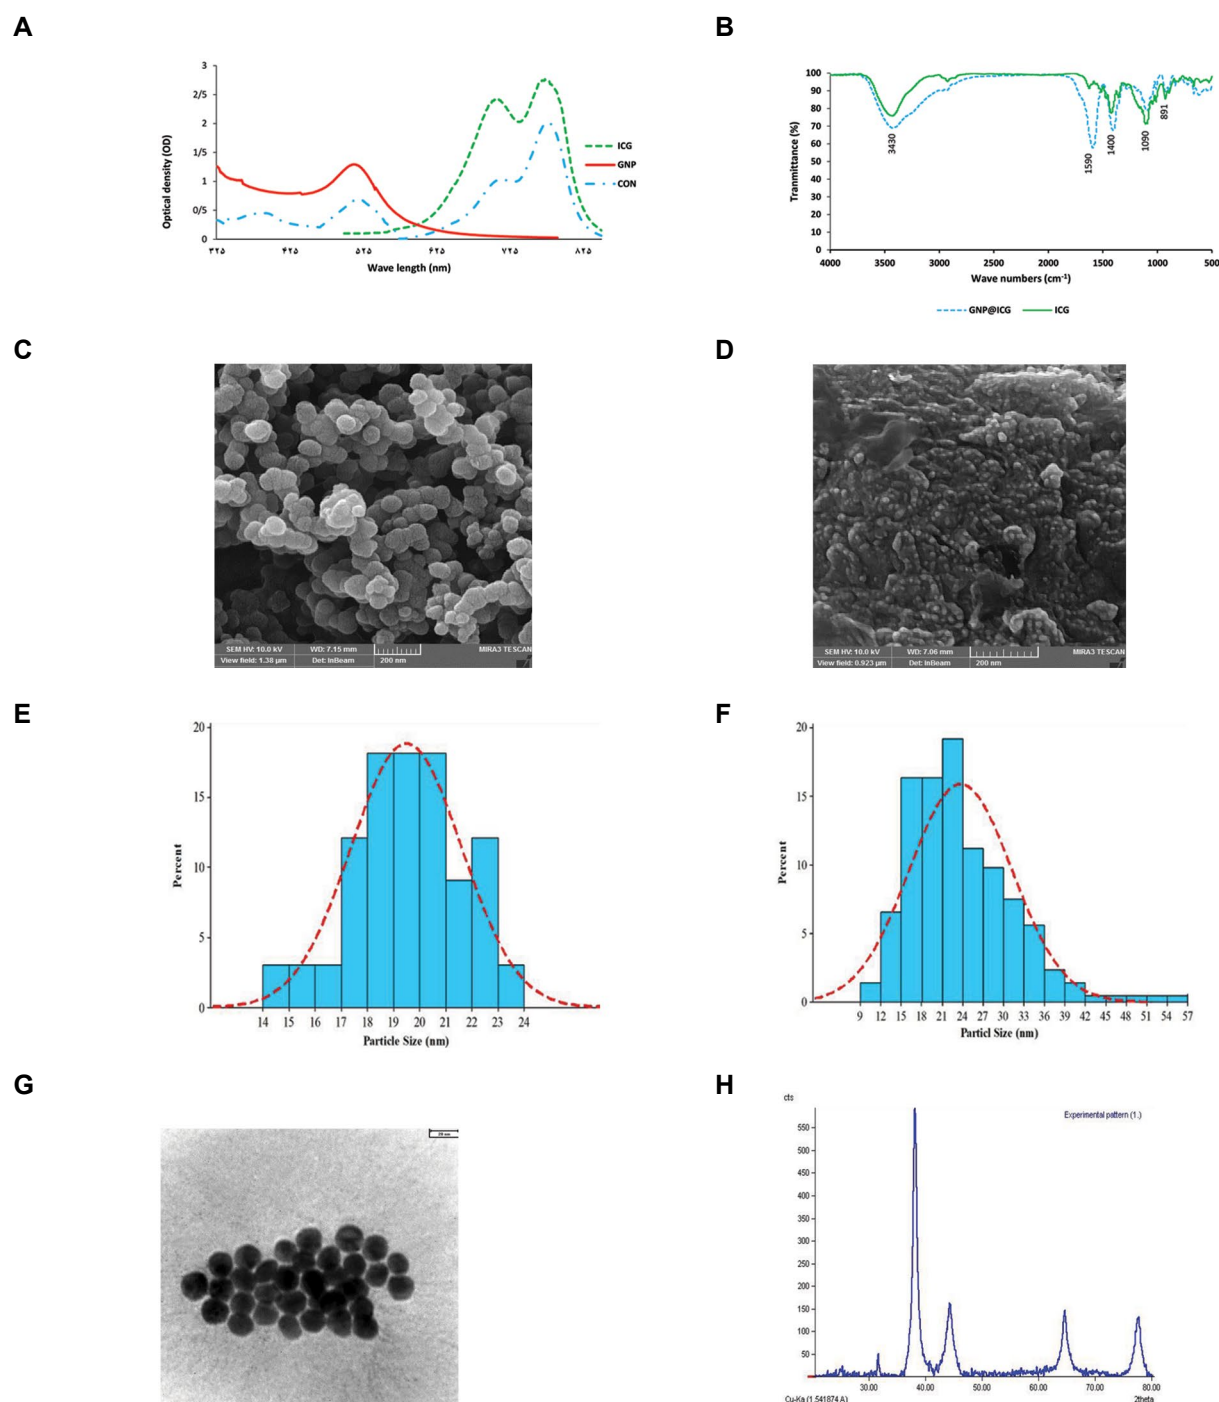 A
3
2/5
2
1/5
1
0/5
0
Optical density (OD)
۳۲۵ ۴۲۵ ۵۲۵ ۶۲۵ ۷۲۵ ۸۲۵
Wave length (nm)
ICG
GNP
CON
B
100
90
80
70
60
50
40
30
20
10
0
Tranmittance (%)
3430
1590
1400
1090
891
4000 3500 3000 2500 2000 1500 1000 500
Wave numbers (cm-1)
GNP@ICG ICG
C
SEM HV: 10.0 kV WD: 7.15 mm MIRA3 TESCAN
View field: 1.38 µm Det: InBeam 200 nm
D
SEM HV: 10.0 kV WD: 7.06 mm MIRA3 TESCAN
View field: 0.923 µm Det: InBeam 200 nm
E
20
15
10
5
0
Percent
14 15 16 17 18 19 20 21 22 23 24
Particle Size (nm)
F
20
15
10
5
0
Percent
9 12 15 18 21 24 27 30 33 36 39 42 45 48 51 54 57
Particl Size (nm)
G
H
cts
Experimental pattern (1.)
550
500
450
400
350
300
250
200
150
100
50
30.00 40.00 50.00 60.00 70.00 80.00
Cu-Ka (1.541874 A) 2theta